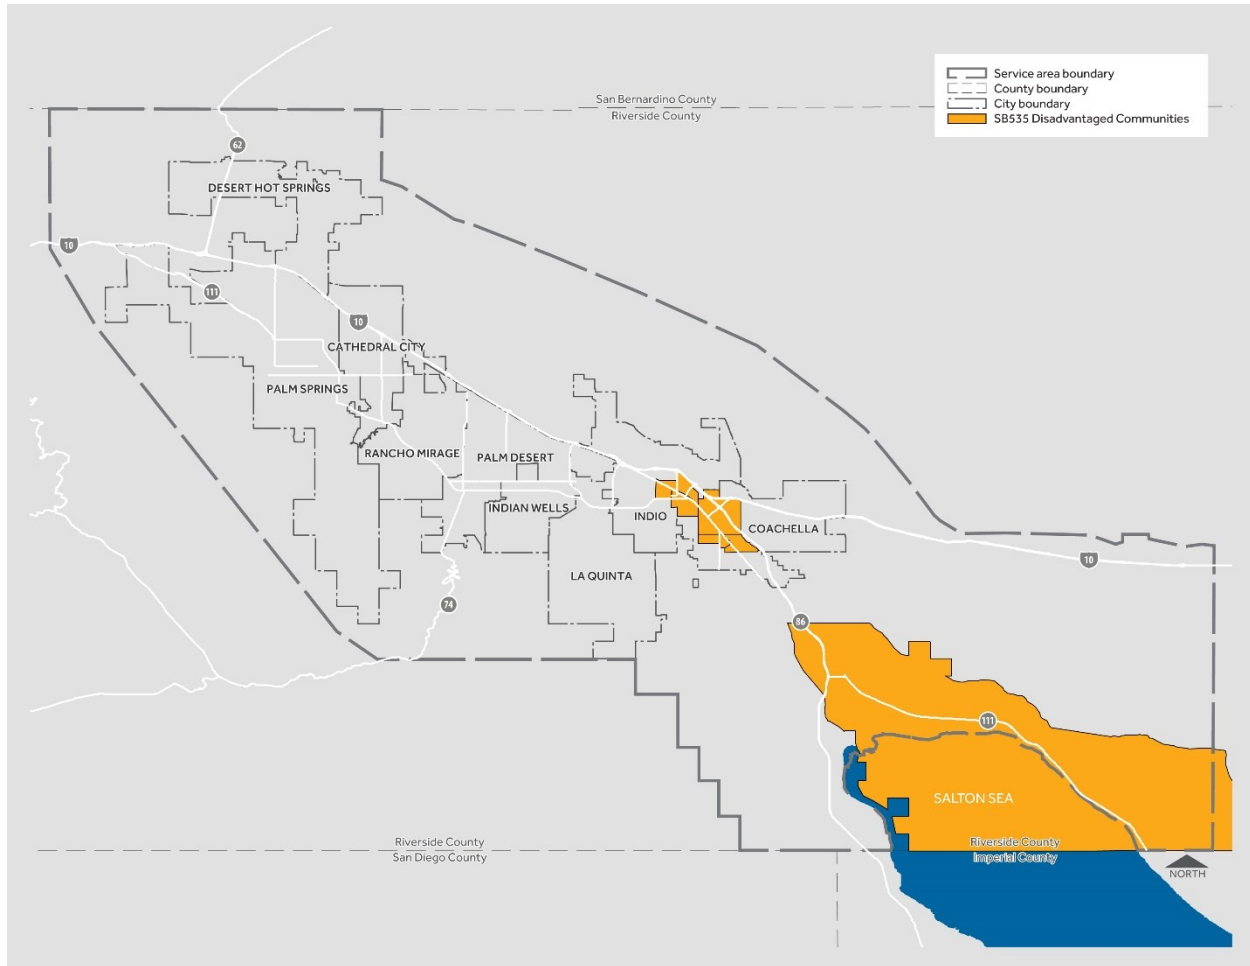 Service area boundary
County boundary
City boundary
SB535 Disadvantaged Communities
San Bernardino County
Riverside County
62
DESERT HOT SPRINGS
10
111
10
CATHEDRAL CITY
PALM SPRINGS
RANCHO MIRAGE
PALM DESERT
INDIAN WELLS
INDIO
COACHELLA
10
LA QUINTA
74
86
111
SALTON SEA
Riverside County
San Diego County
Riverside County
Imperial County
NORTH